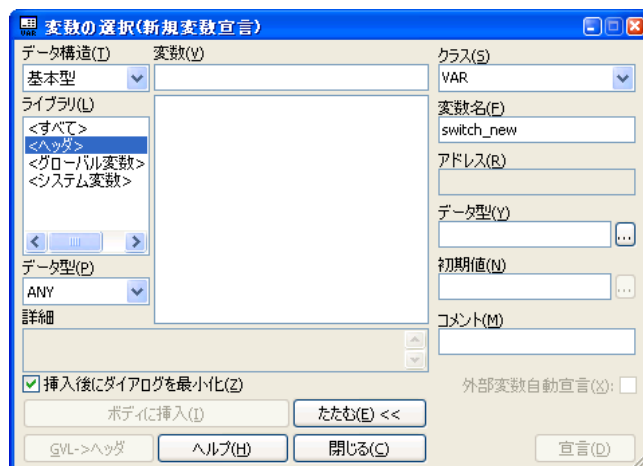 変数の選択(新規変数宣言)
データ構造(T)
変数(V)
クラス(S)
基本型
VAR
ライブラリ(L)
変数名(F)
<すべて>
<ヘッダ>
<グローバル変数>
<システム変数>
switch_new
アドレス(R)
データ型(Y)
...
データ型(P)
初期値(N)
ANY
...
詳細
コメント(M)
挿入後にダイアログを最小化(Z)
外部変数自動宣言(X):
ボディに挿入(I)
たたむ(E) <<
GVL->ヘッダ
ヘルプ(H)
閉じる(C)
宣言(D)